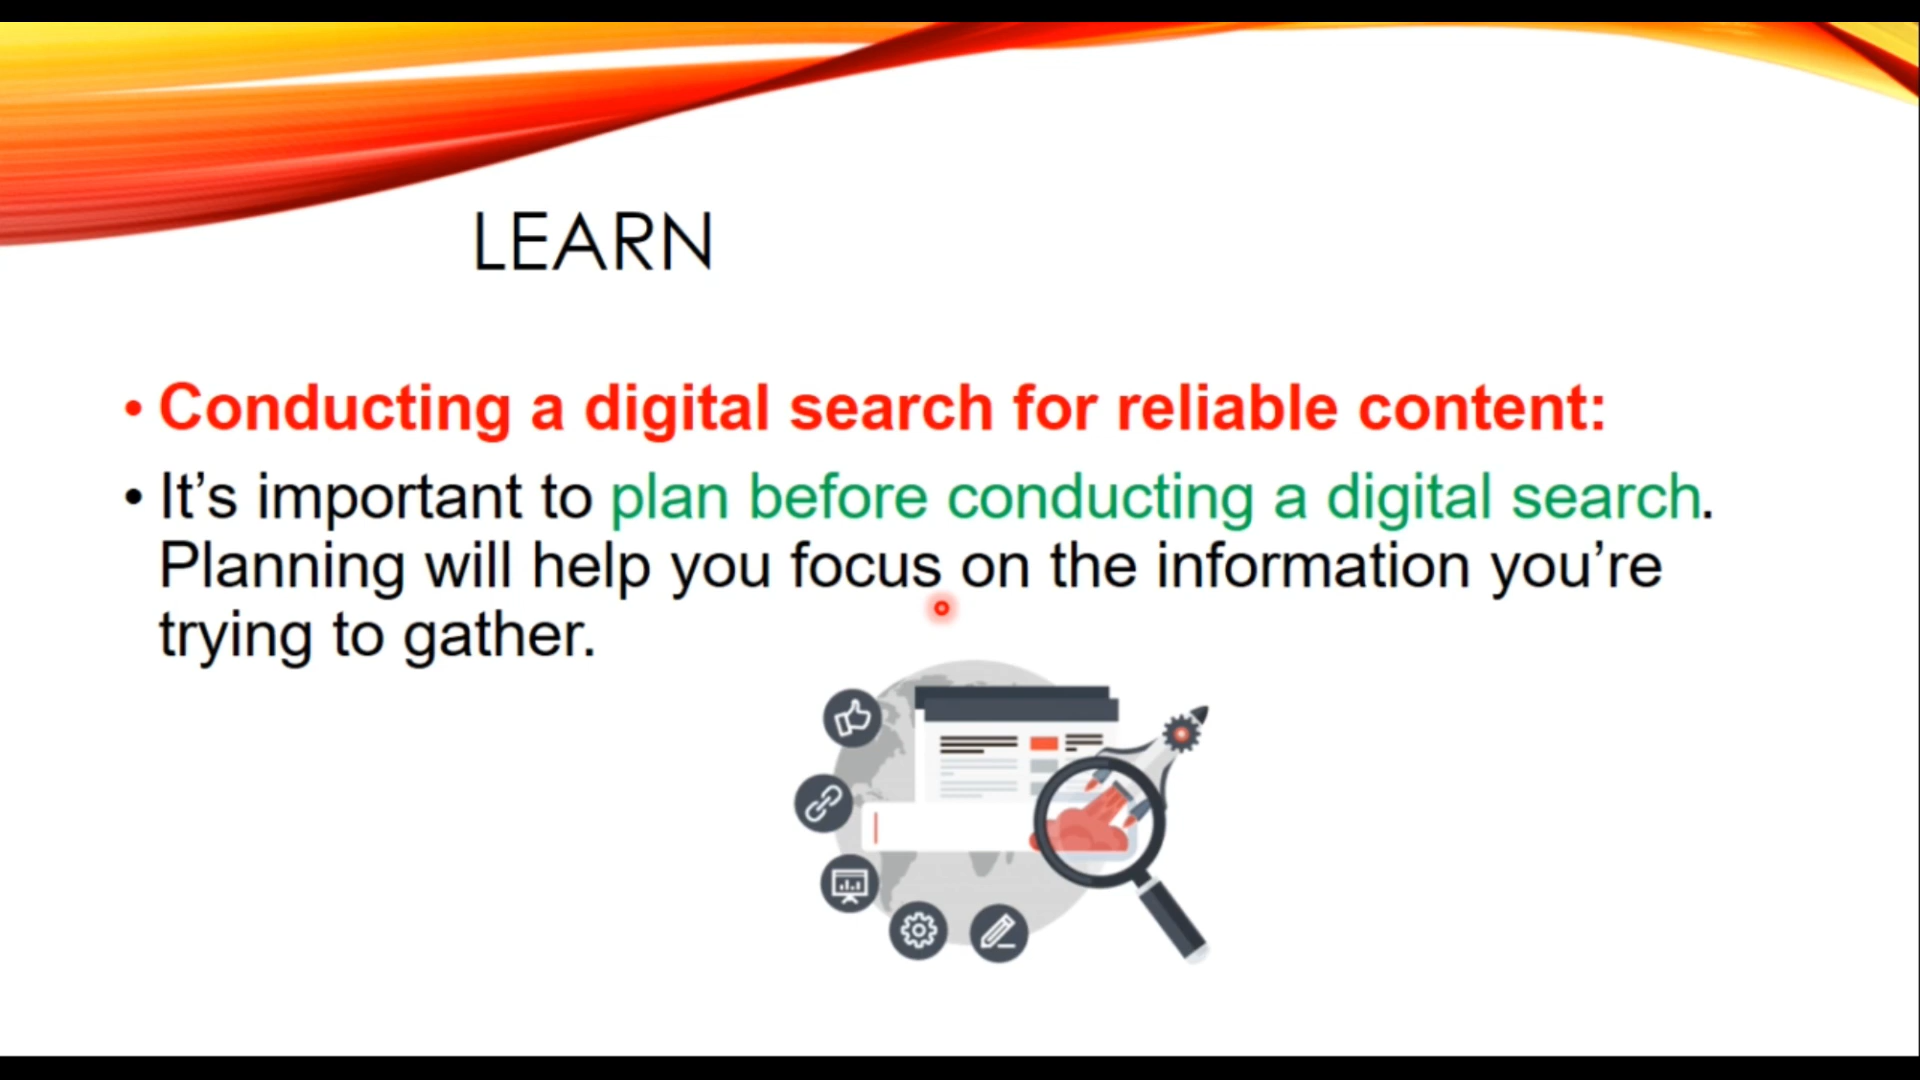 LEARN
• Conducting a digital search for reliable content:
• It’s important to plan before conducting a digital search.
Planning will help you focus on the information you’re
trying to gather.